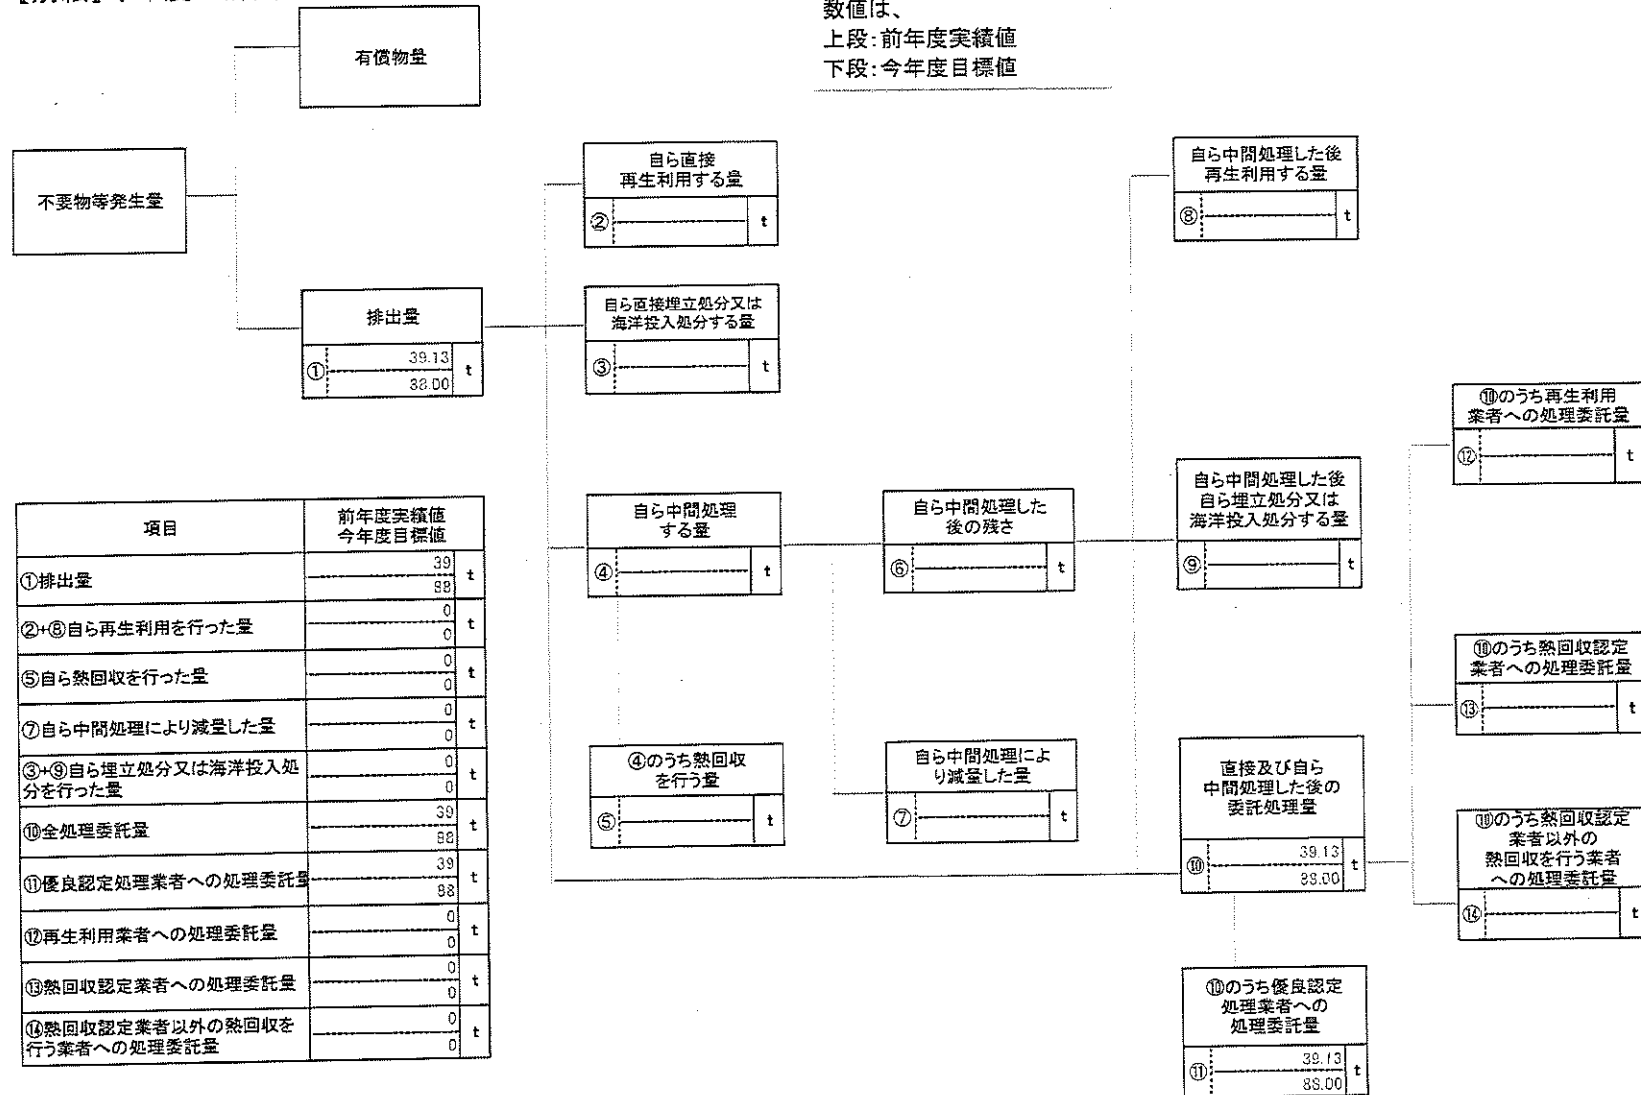 数値は、
上段:前年度実績値
下段:今年度目標値
有償物量
不要物等発生量
排出量
① 39.13 t
自ら直接
再生利用する量
② t
自ら直接埋立処分又は
海洋投入処分する量
③ t
自ら中間処理した後
再生利用する量
⑧ t
自ら中間処理
する量
④ t
自ら中間処理した
後の残さ
⑥ t
自ら中間処理した後
自ら埋立処分又は
海洋投入処分する量
⑨ t
⑩のうち再生利用
業者への処理委託量
⑫ t
⑩のうち熱回収認定
業者への処理委託量
⑬ t
④のうち熱回収
を行う量
⑤ t
自ら中間処理によ
り減量した量
⑦ t
直接及び自ら
中間処理した後の
委託処理量
⑩ 39.13 t
⑩のうち熱回収認定
業者以外の
熱回収を行う業者
への処理委託量
⑭ t
⑩のうち優良認定
処理業者への
処理委託量
⑪ 39.13 t
項目 前年度実績値
今年度目標値
①排出量 39 t
②+⑧自ら再生利用を行った量 0 t
0
⑤自ら熱回収を行った量 0 t
0
⑦自ら中間処理により減量した量 0 t
0
③+⑨自ら埋立処分又は海洋投入処 0 t
分を行った量 0
⑩全処理委託量 39 t
⑪優良認定処理業者への処理委託量 39 t
⑫再生利用業者への処理委託量 0 t
0
⑬熱回収認定業者への処理委託量 0 t
0
⑭熱回収認定業者以外の熱回収を 0 t
行う業者への処理委託量 0